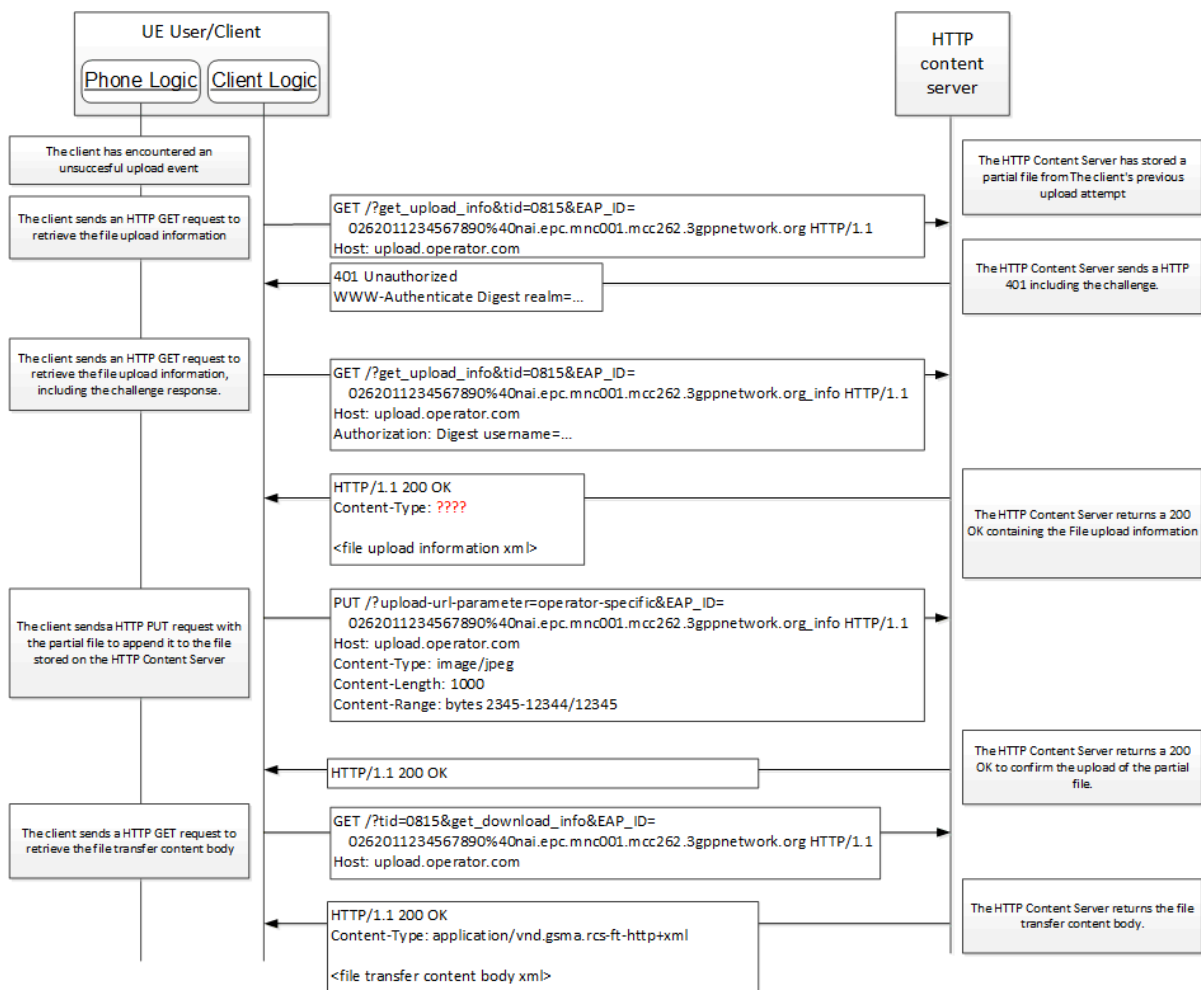 UE User/Client
Phone Logic
Client Logic
HTTP
content
server
The client has encountered an
unsuccesful upload event
The HTTP Content Server has stored a
partial file from The client's previous
upload attempt
The client sends an HTTP GET request to
retrieve the file upload information
GET /?get_upload_info&tid=0815&EAP_ID=
0262011234567890%40nai.epc.mnc001.mcc262.3gppnetwork.org HTTP/1.1
Host: upload.operator.com
401 Unauthorized
WWW-Authenticate Digest realm=...
The HTTP Content Server sends a HTTP
401 including the challenge.
The client sends an HTTP GET request to
retrieve the file upload information,
including the challenge response.
GET /?get_upload_info&tid=0815&EAP_ID=
0262011234567890%40nai.epc.mnc001.mcc262.3gppnetwork.org_info HTTP/1.1
Host: upload.operator.com
Authorization: Digest username=...
HTTP/1.1 200 OK
Content-Type: ????
<file upload information xml>
The HTTP Content Server returns a 200
OK containing the File upload information
The client sendsa HTTP PUT request with
the partial file to append it to the file
stored on the HTTP Content Server
PUT /?upload-url-parameter=operator-specific&EAP_ID=
0262011234567890%40nai.epc.mnc001.mcc262.3gppnetwork.org_info HTTP/1.1
Host: upload.operator.com
Content-Type: image/jpeg
Content-Length: 1000
Content-Range: bytes 2345-12344/12345
HTTP/1.1 200 OK
The HTTP Content Server returns a 200
OK to confirm the upload of the partial
file.
The client sends a HTTP GET request to
retrieve the file transfer content body
GET /?tid=0815&get_download_info&EAP_ID=
0262011234567890%40nai.epc.mnc001.mcc262.3gppnetwork.org HTTP/1.1
Host: upload.operator.com
HTTP/1.1 200 OK
Content-Type: application/vnd.gsma.rcs-ft-http+xml
<file transfer content body xml>
The HTTP Content Server returns the file
transfer content body.